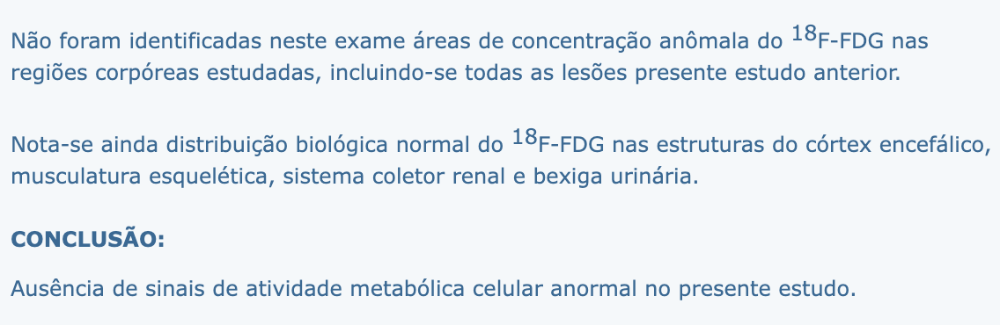 Não foram identificadas neste exame áreas de concentração anômala do ¹⁸F-FDG nas
regiões corpóreas estudadas, incluindo-se todas as lesões presente estudo anterior.
Nota-se ainda distribuição biológica normal do ¹⁸F-FDG nas estruturas do córtex encefálico,
musculatura esquelética, sistema coletor renal e bexiga urinária.
CONCLUSÃO:
Ausência de sinais de atividade metabólica celular anormal no presente estudo.